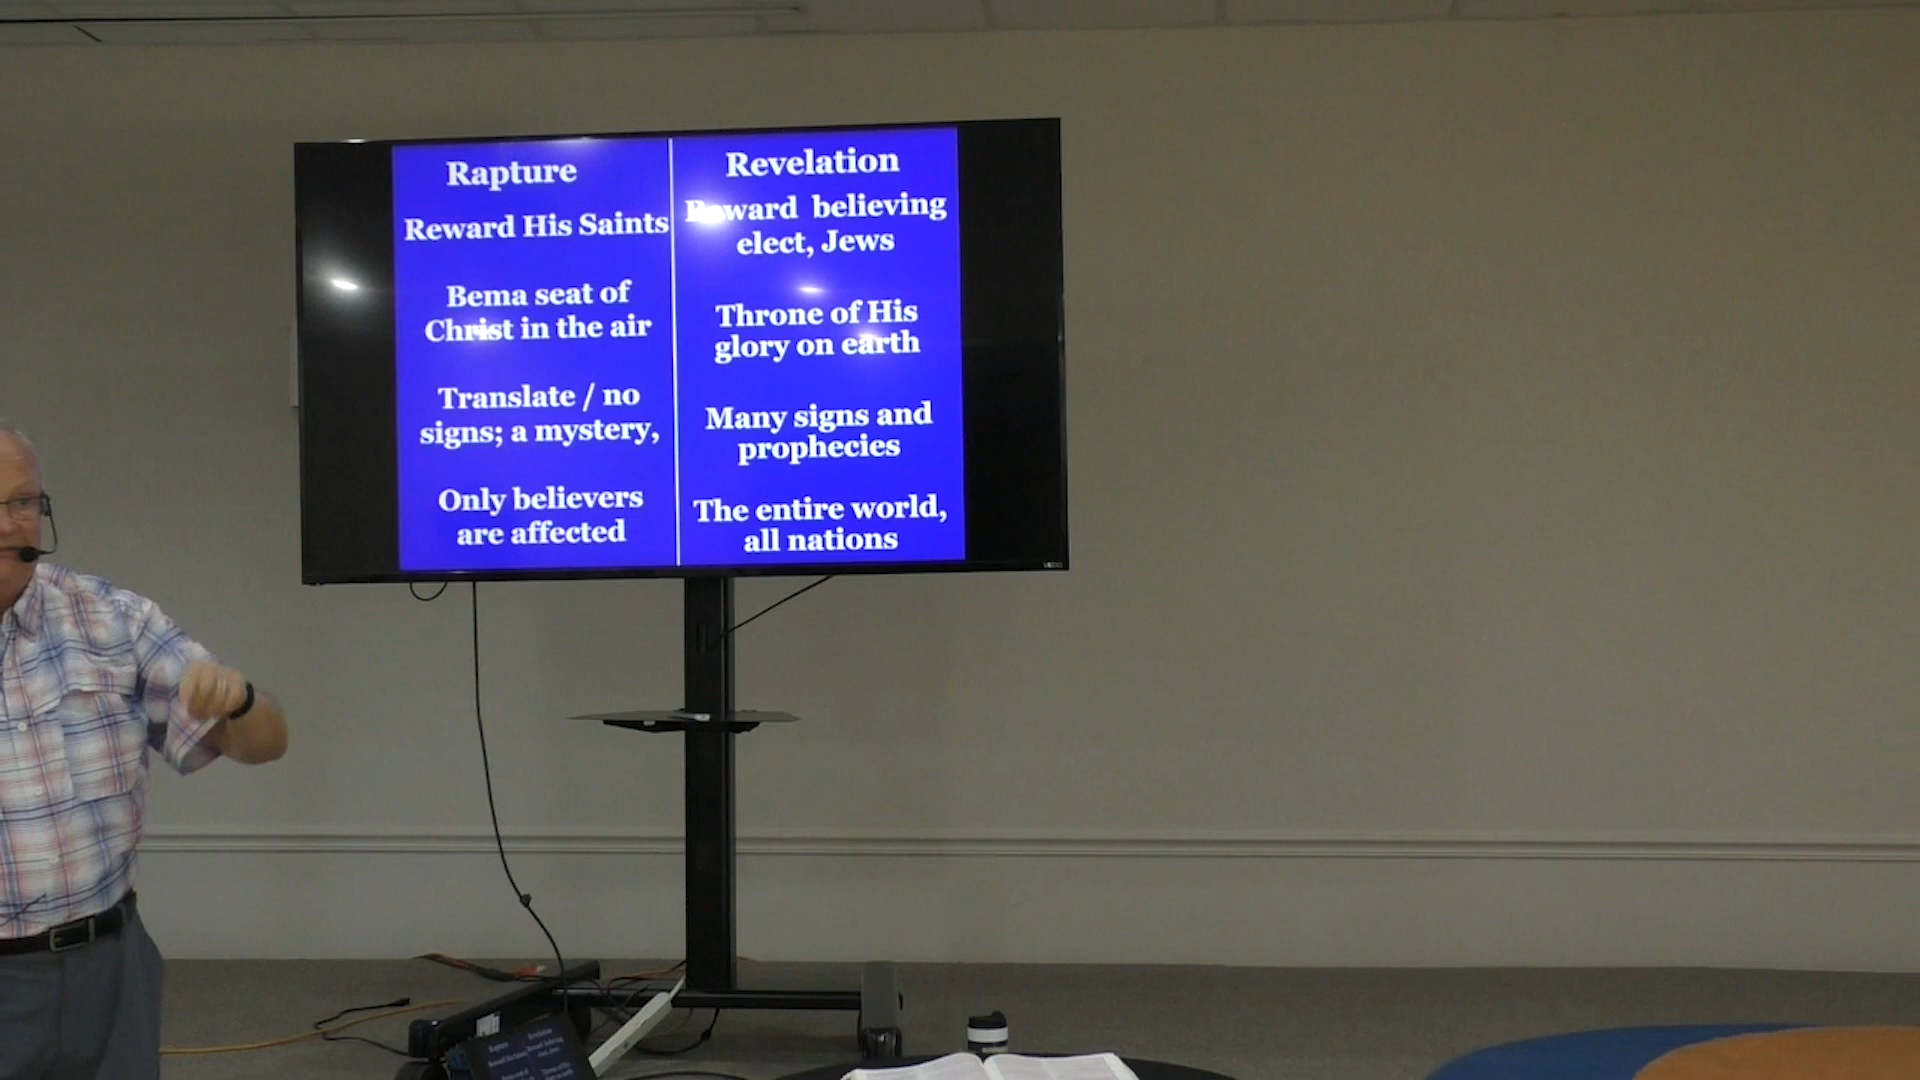 Rapture
Reward His Saints
Bema seat of
Christ in the air
Translate / no
signs; a mystery,
Only believers
are affected
Revelation
Reward believing
elect, Jews
Throne of His
glory on earth
Many signs and
prophecies
The entire world,
all nations